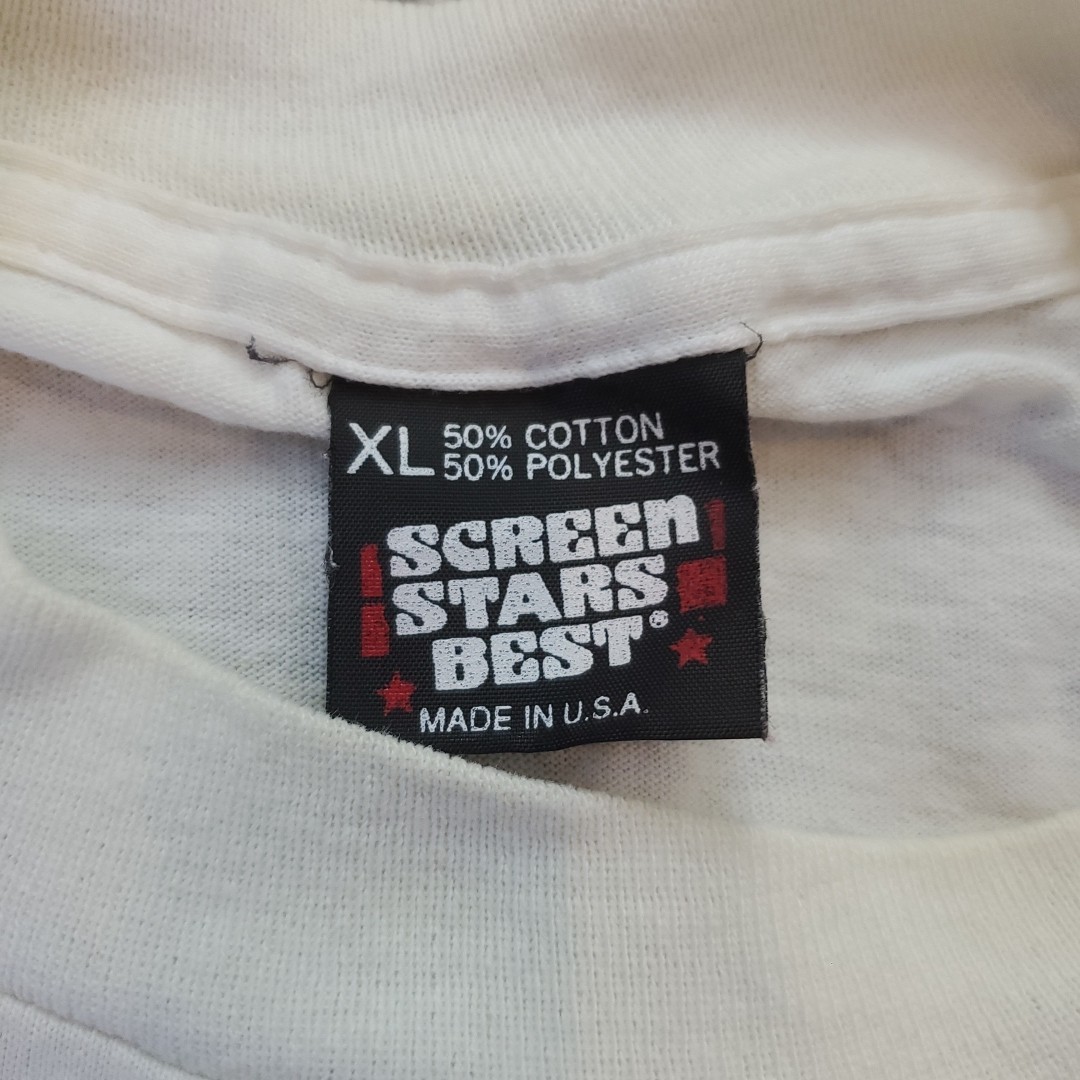 XL 50% COTTON
50% POLYESTER
SCREEN
STARS
BEST®
MADE IN U.S.A.